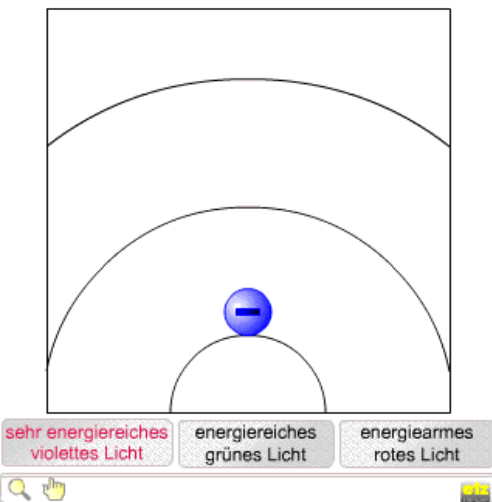 sehr energiereiches
violettes Licht
energiereiches
grünes Licht
energiearmes
rotes Licht